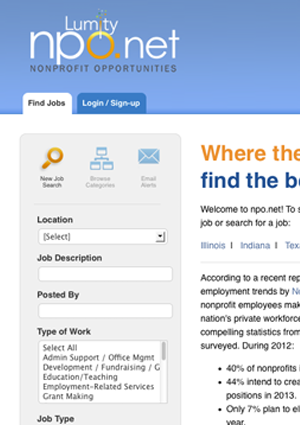 Lumity
npo.net
NONPROFIT OPPORTUNITIES
Find Jobs
Login / Sign-up
New Job
Search
Browse
Categories
Email
Alerts
Location
[Select]
Job Description
Posted By
Type of Work
Select All
Admin Support / Office Mgmt
Development / Fundraising / G
Education/Teaching
Employment-Related Services
Grant Making
Job Type
Where the
find the b
Welcome to npo.net! To s
job or search for a job:
Illinois I Indiana I Tex
According to a recent rep
employment trends by N
nonprofit employees mak
nation's private workforce
compelling statistics from
surveyed. During 2012:
• 40% of nonprofits i
• 44% intend to crea
positions in 2013.
• Only 7% plan to el
year.